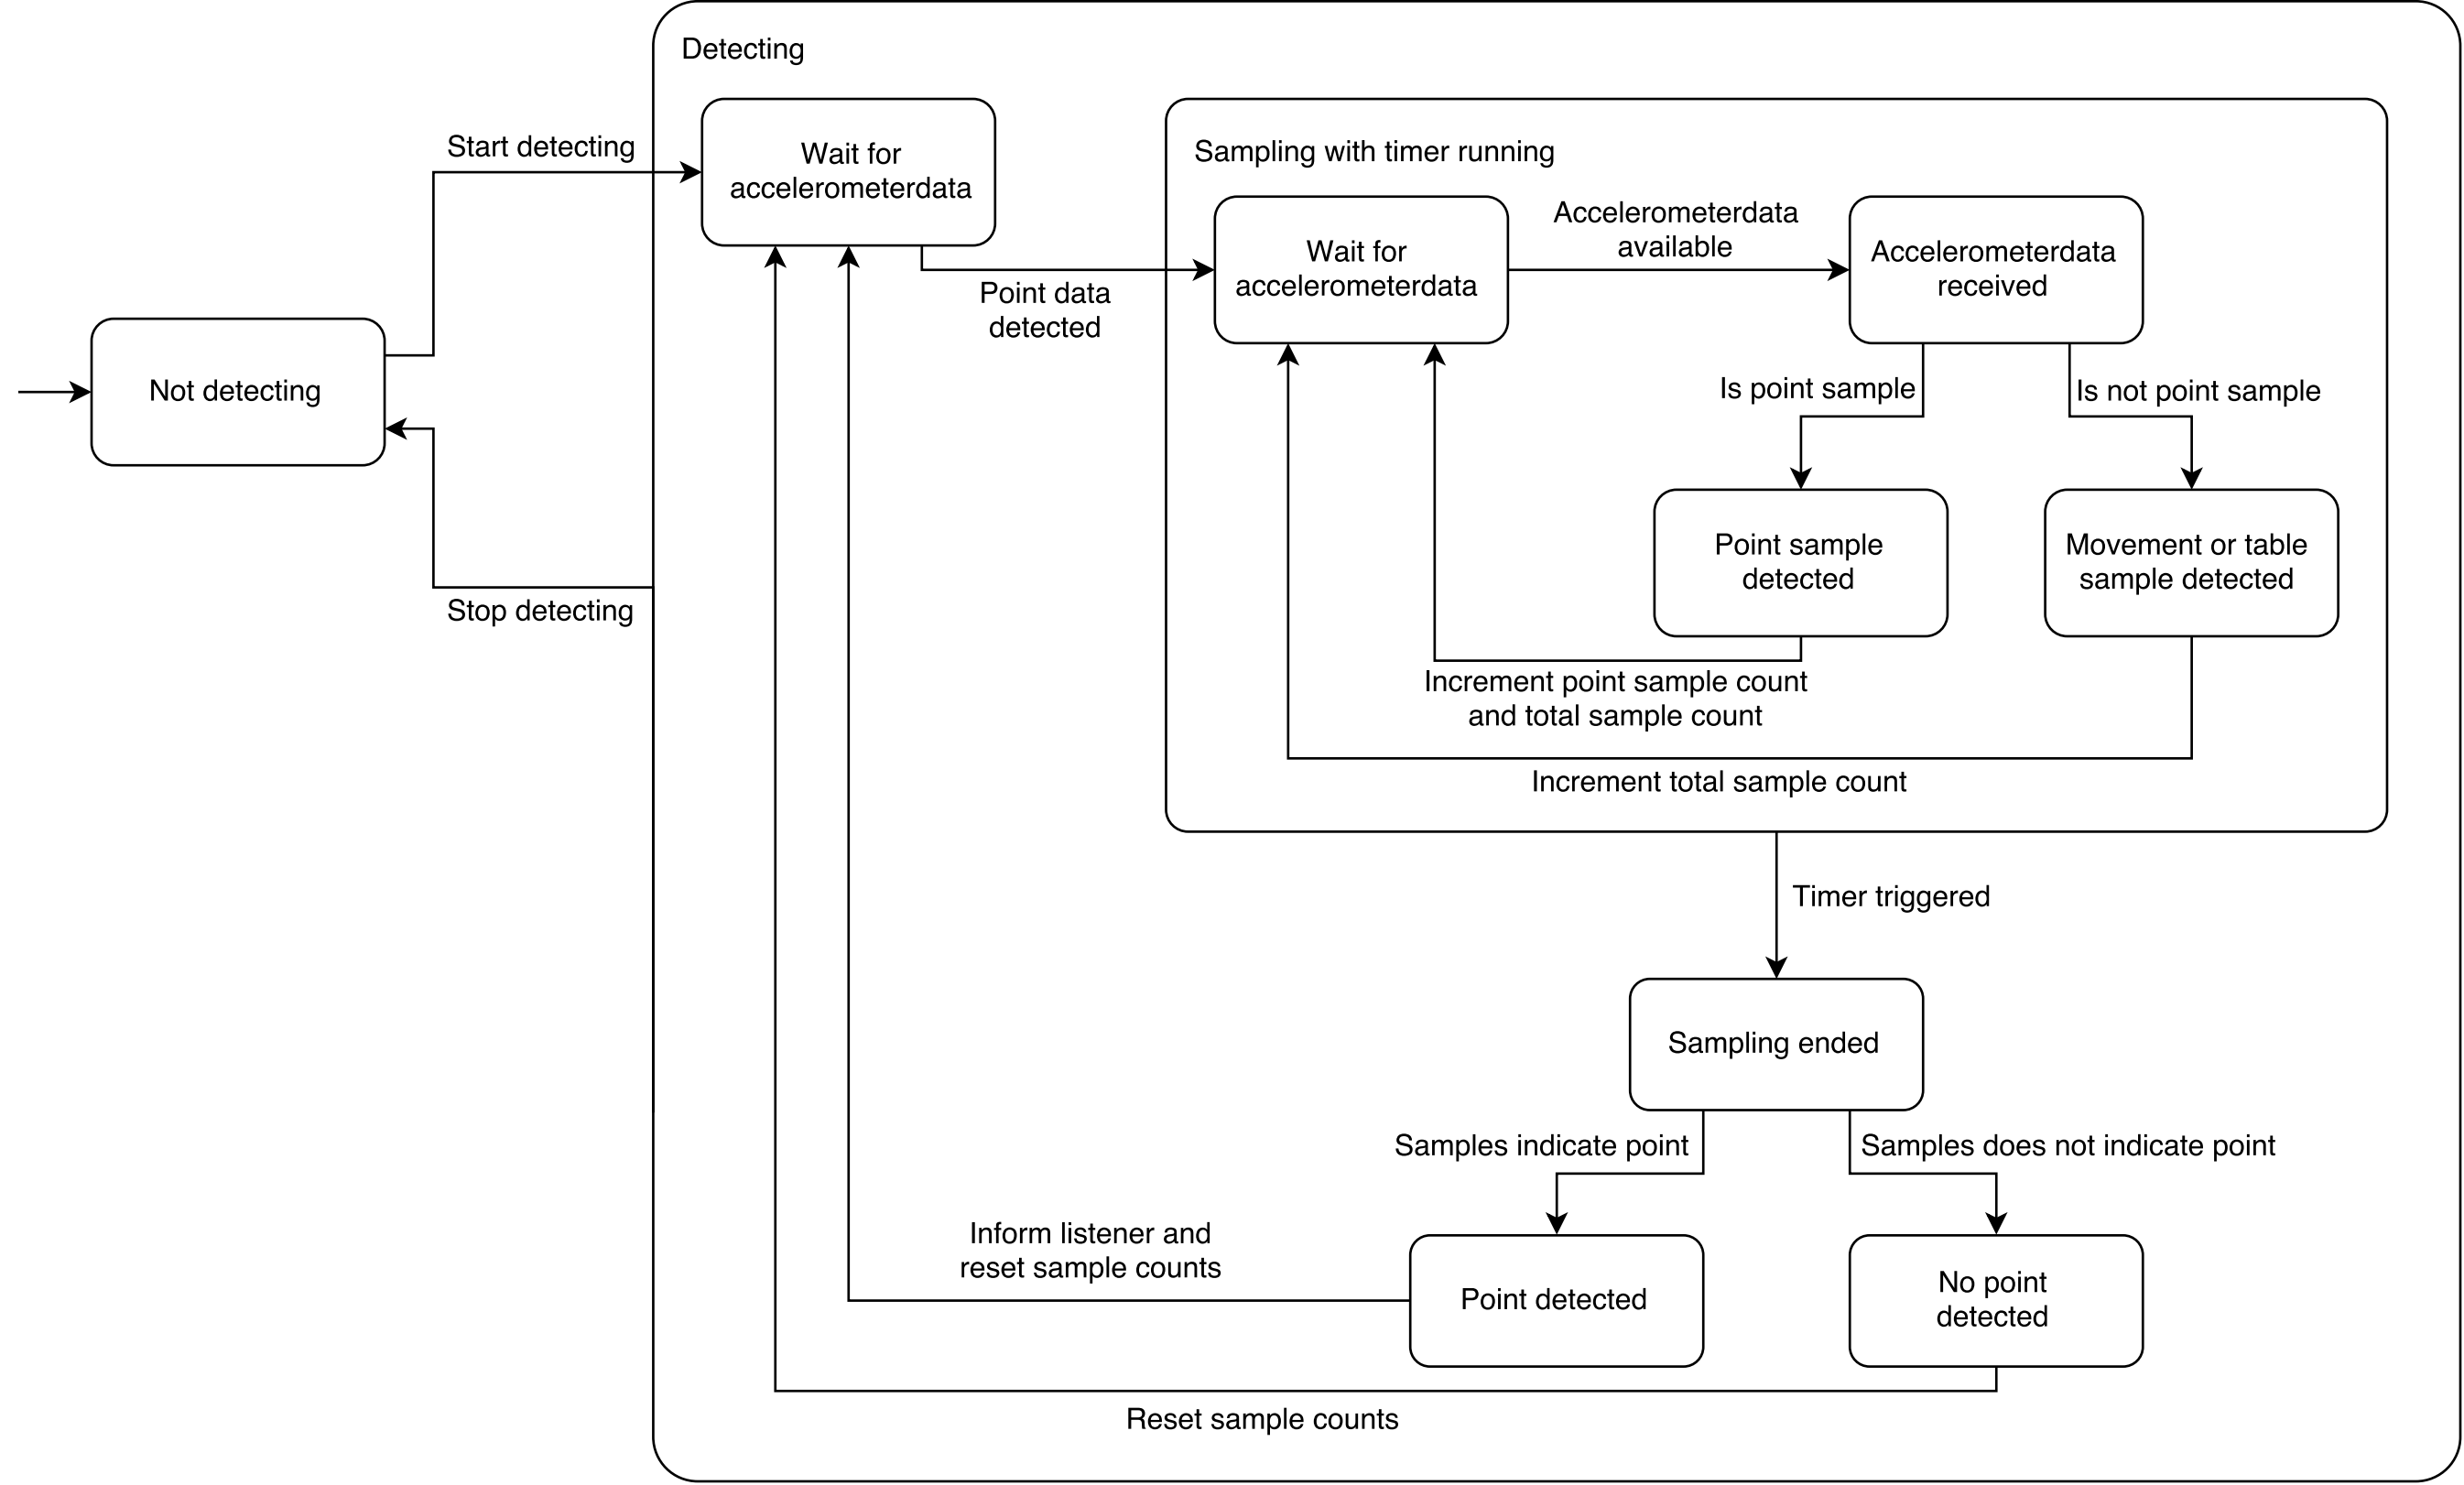 Detecting
Start detecting
Wait for
accelerometerdata
Sampling with timer running
Wait for
accelerometerdata
Accelerometerdata
available
Accelerometerdata
received
Point data
detected
Not detecting
Is point sample
Is not point sample
Point sample
detected
Movement or table
sample detected
Stop detecting
Increment point sample count
and total sample count
Increment total sample count
Timer triggered
Sampling ended
Samples indicate point
Samples does not indicate point
Inform listener and
reset sample counts
Point detected
No point
detected
Reset sample counts